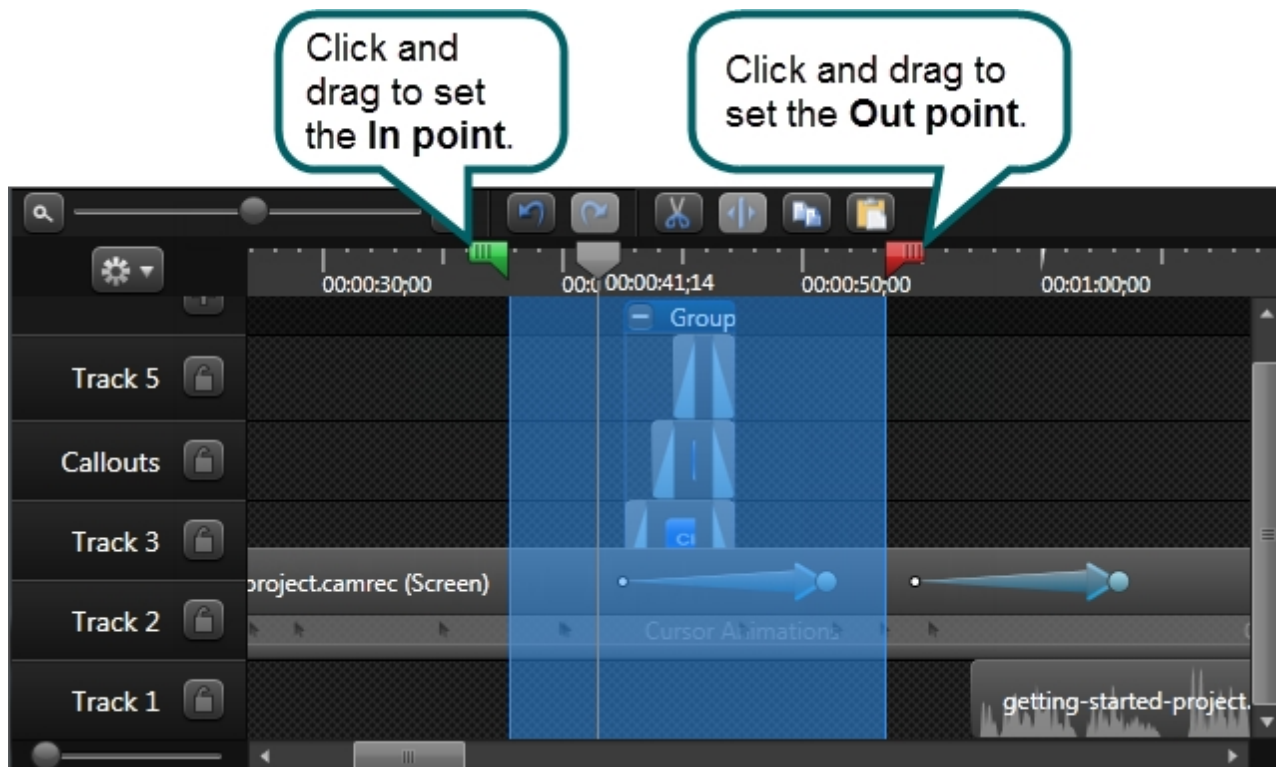 Click and
drag to set
the In point.
Click and drag to
set the Out point.
00:00:30;00
00:00:41;14
00:00:50;00
00:01:00;00
Group
Track 5
Callouts
Track 3
project.camrec (Screen)
Track 2
Cursor Animations
Track 1
getting-started-project.